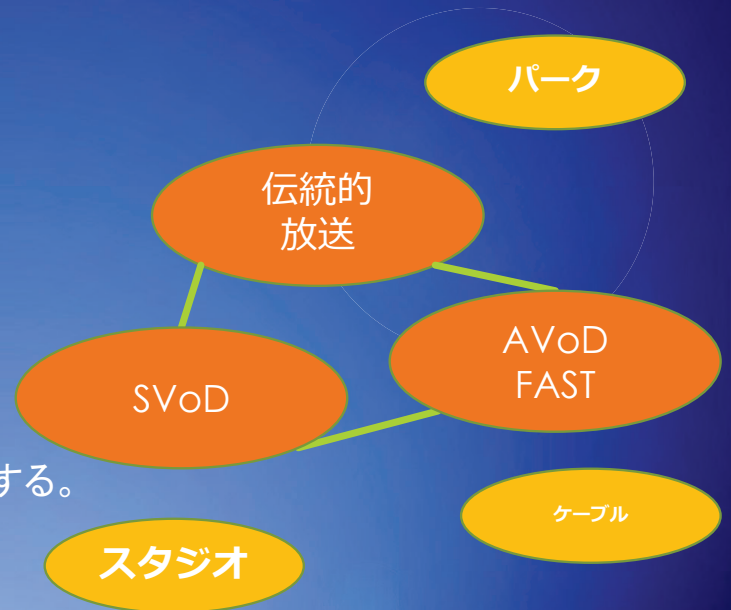 パーク
伝統的
放送
AVoD
FAST
SVoD
する。
ケーブル
スタジオ